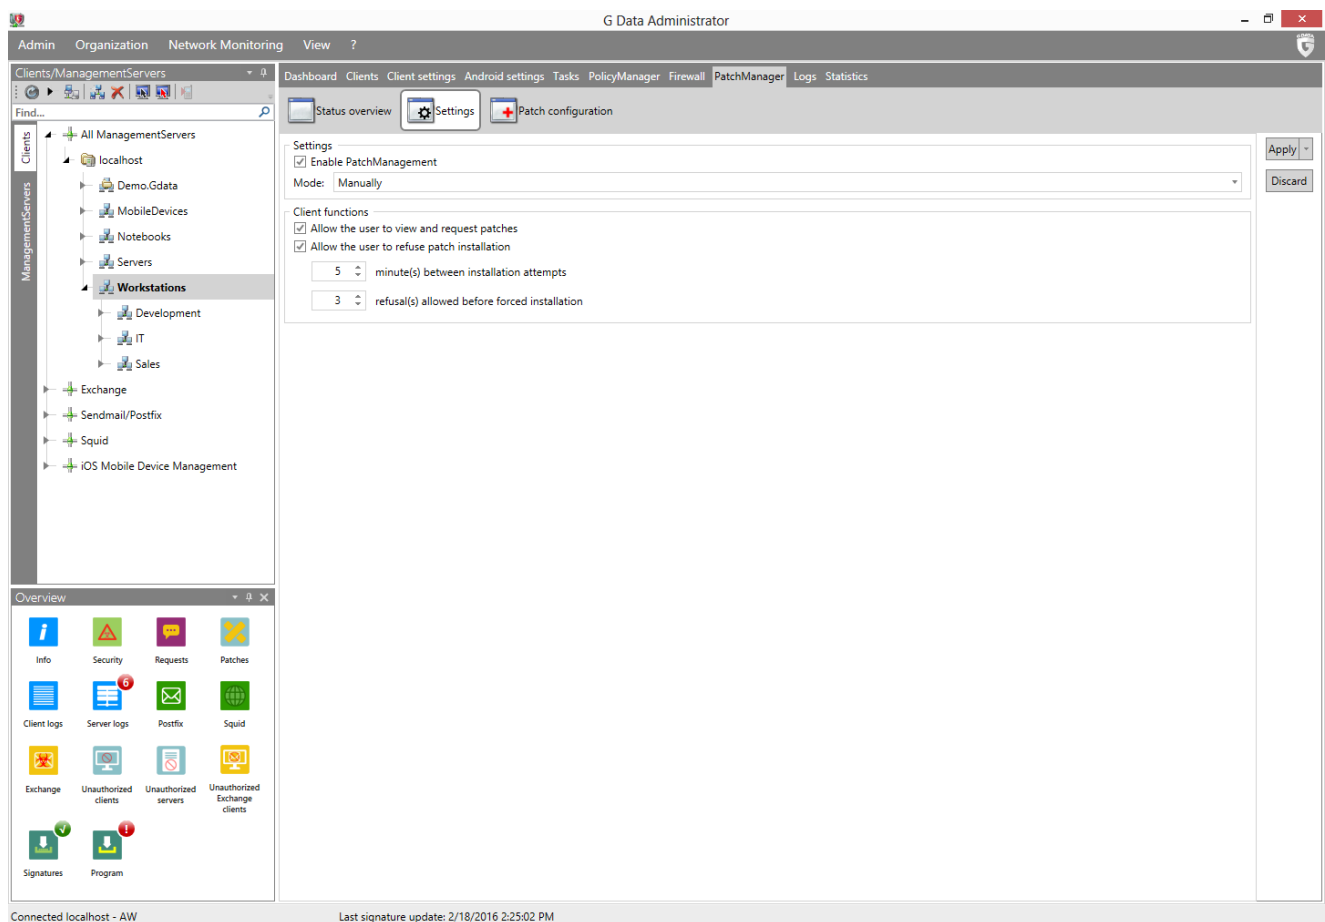 G Data Administrator
Admin Organization Network Monitoring View ?
Clients/ManagementServers
Find...
Clients
ManagementServers
All ManagementServers
localhost
Demo.Gdata
MobileDevices
Notebooks
Servers
Workstations
Development
IT
Sales
Exchange
Sendmail/Postfix
Squid
iOS Mobile Device Management
Dashboard Clients Client settings Android settings Tasks PolicyManager Firewall PatchManager Logs Statistics
Status overview Settings Patch configuration
Settings
Enable PatchManagement
Mode: Manually
Client functions
Allow the user to view and request patches
Allow the user to refuse patch installation
5 minute(s) between installation attempts
3 refusal(s) allowed before forced installation
Apply
Discard
Overview
Info Security Requests Patches
6
Client logs Server logs Postfix Squid
Exchange Unauthorized clients Unauthorized servers Unauthorized Exchange clients
Signatures Program
Connected localhost - AW Last signature update: 2/18/2016 2:25:02 PM